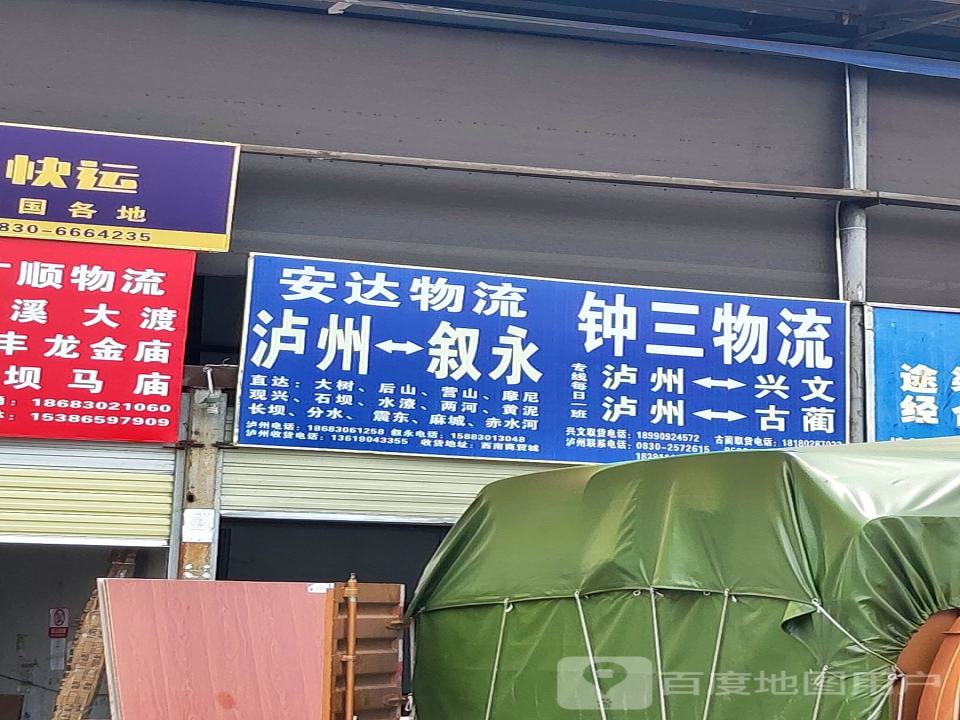 快运
国各地
830-6664235
顺物流
溪大渡
丰龙金庙
坝马庙
18683021060
15386597909
安达物流
泸州↔叙永
直达：大树、后山、营山、摩尼
观兴、石坝、水潦、两河、黄泥
长坝、分水、震东、麻城、赤水河
泸州电话：18683061258 叙永电话：15883013048
泸州收货电话：13619043355 收货地址：西南商贸城
钟三物流
专线每日一班
泸州↔兴文
泸州↔古蔺
兴文取货电话：18990924572 古蔺取货电话：
泸州联系电话：0830-2572615
途
经
百度地图用户